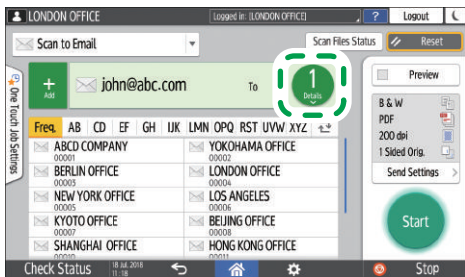 LONDON OFFICE
Logged in: [LONDON OFFICE]
?
Logout
Scan to Email
Scan Files Status
Reset
One Touch Job Settings
+
Add
john@abc.com
To
1
Details
Preview
B & W
PDF
200 dpi
1 Sided Orig.
Send Settings
Start
Freq. AB CD EF GH IJK LMN OPQ RST UVW XYZ
ABCD COMPANY
00001
YOKOHAMA OFFICE
00002
BERLIN OFFICE
00003
LONDON OFFICE
00004
NEW YORK OFFICE
00005
LOS ANGELES
00006
KYOTO OFFICE
00007
BEIJING OFFICE
00008
SHANGHAI OFFICE
HONG KONG OFFICE
Check Status
18 JUL 2018
11:18
Stop